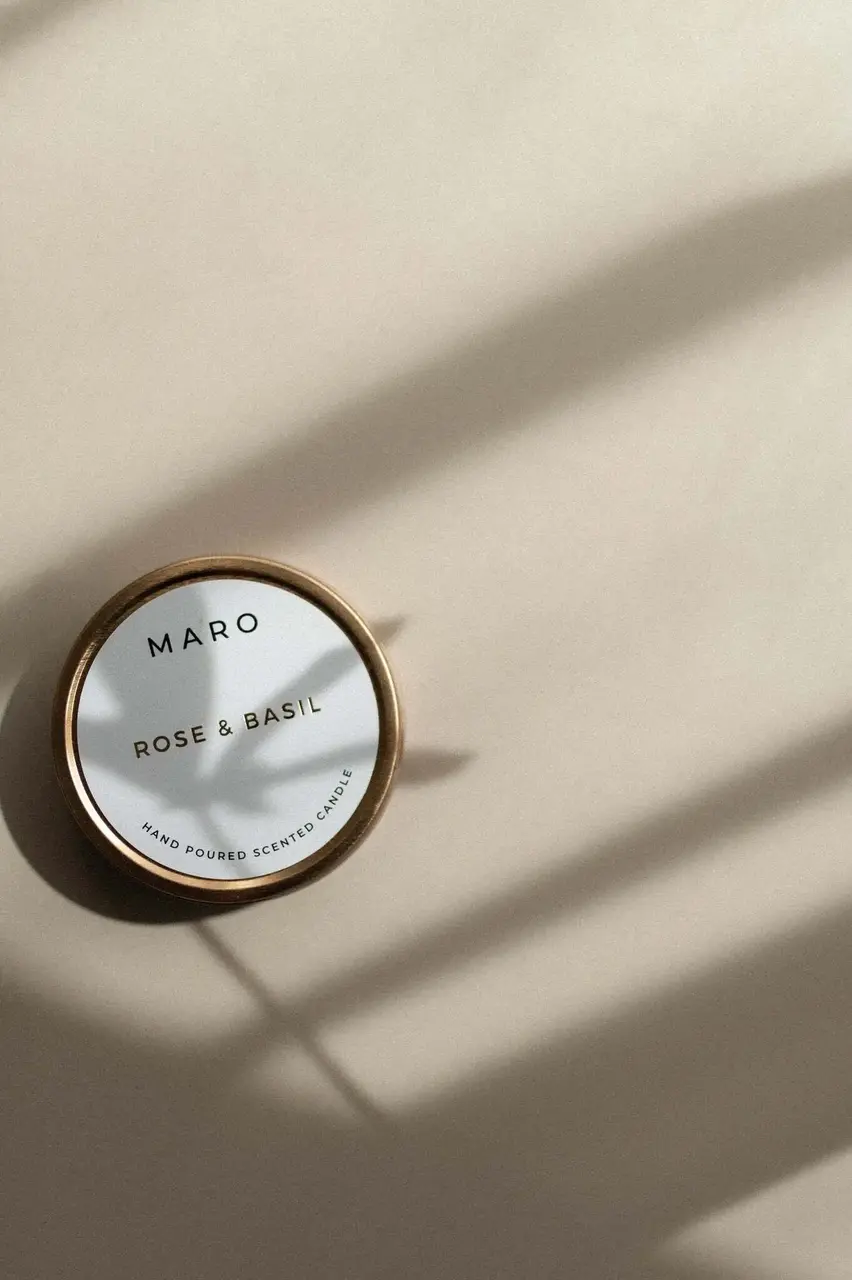 MARO
ROSE & BASIL
HAND POURED SCENTED CANDLE